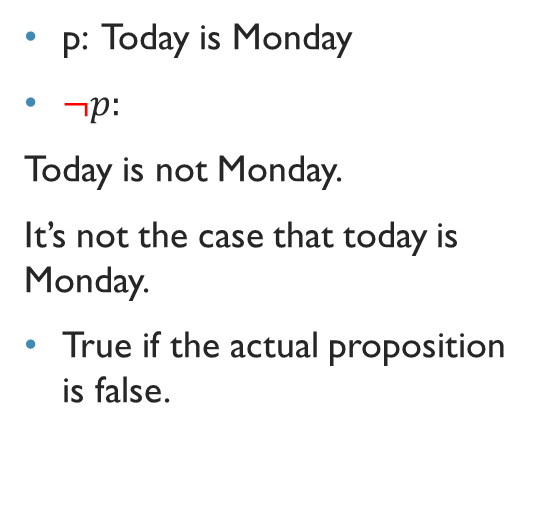 • p: Today is Monday
• ¬p:
Today is not Monday.
It’s not the case that today is
Monday.
• True if the actual proposition
is false.